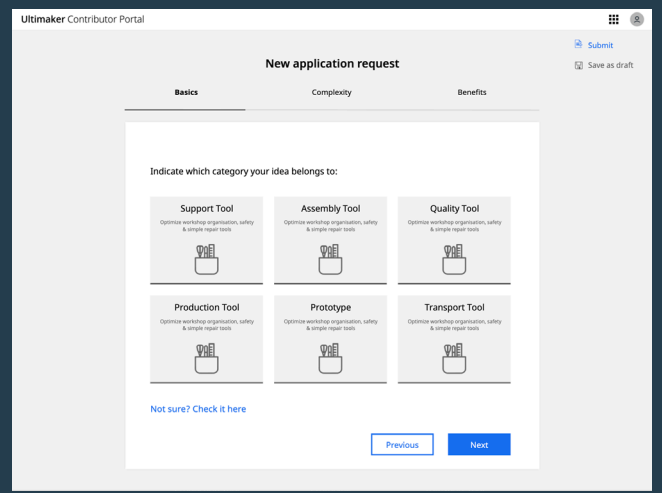 Ultimaker Contributor Portal
Submit
Save as draft
New application request
Basics
Complexity
Benefits
Indicate which category your idea belongs to:
Support Tool
Optimize workshop organisation, safety
& simple repair tools
Assembly Tool
Optimize workshop organisation, safety
& simple repair tools
Quality Tool
Optimize workshop organisation, safety
& simple repair tools
Production Tool
Optimize workshop organisation, safety
& simple repair tools
Prototype
Optimize workshop organisation, safety
& simple repair tools
Transport Tool
Optimize workshop organisation, safety
& simple repair tools
Not sure? Check it here
Previous
Next